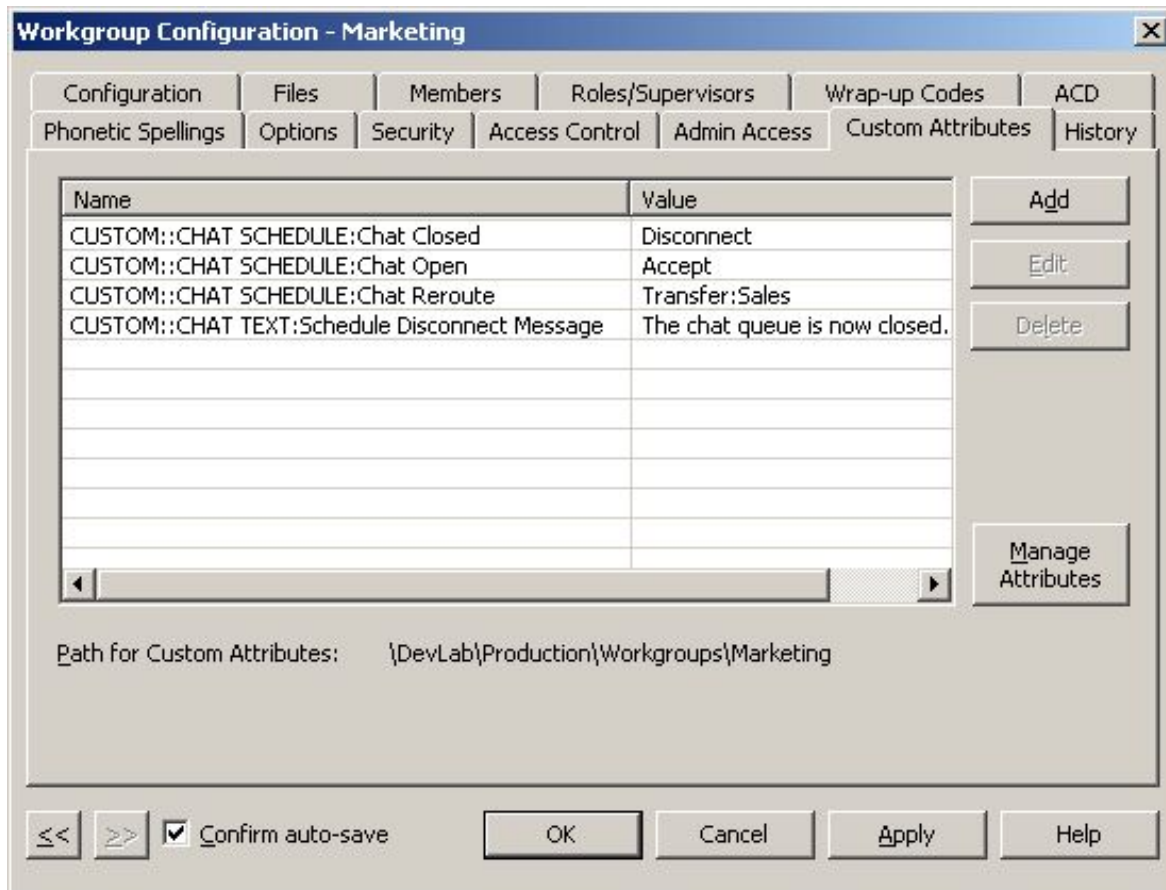 Workgroup Configuration - Marketing
Configuration Files Members Roles/Supervisors Wrap-up Codes ACD
Phonetic Spellings Options Security Access Control Admin Access Custom Attributes History
Name Value
CUSTOM::CHAT SCHEDULE:Chat Closed Disconnect
CUSTOM::CHAT SCHEDULE:Chat Open Accept
CUSTOM::CHAT SCHEDULE:Chat Reroute Transfer:Sales
CUSTOM::CHAT TEXT:Schedule Disconnect Message The chat queue is now closed.
Add
Edit
Delete
Manage
Attributes
Path for Custom Attributes: \DevLab\Production\Workgroups\Marketing
<< >> Confirm auto-save OK Cancel Apply Help